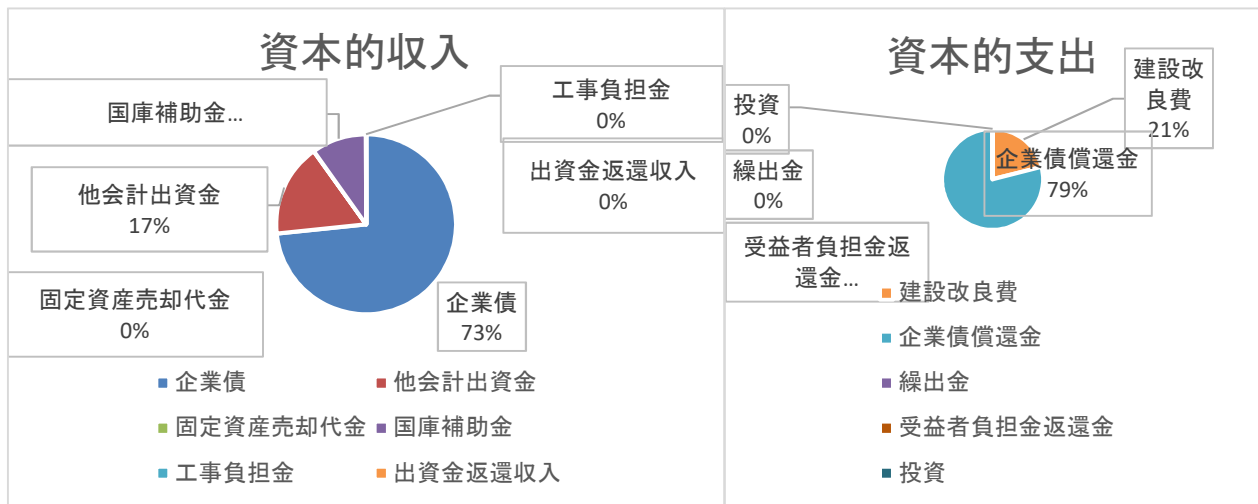 資本的収入
国庫補助金...
工事負担金
0%
他会計出資金
17%
出資金返還収入
0%
固定資産売却代金
0%
企業債
73%
企業債
他会計出資金
固定資産売却代金
国庫補助金
工事負担金
出資金返還収入
資本的支出
投資
0%
建設改
良費
21%
繰出金
0%
企業債償還金
79%
受益者負担金返
還金...
建設改良費
企業債償還金
繰出金
受益者負担金返還金
投資